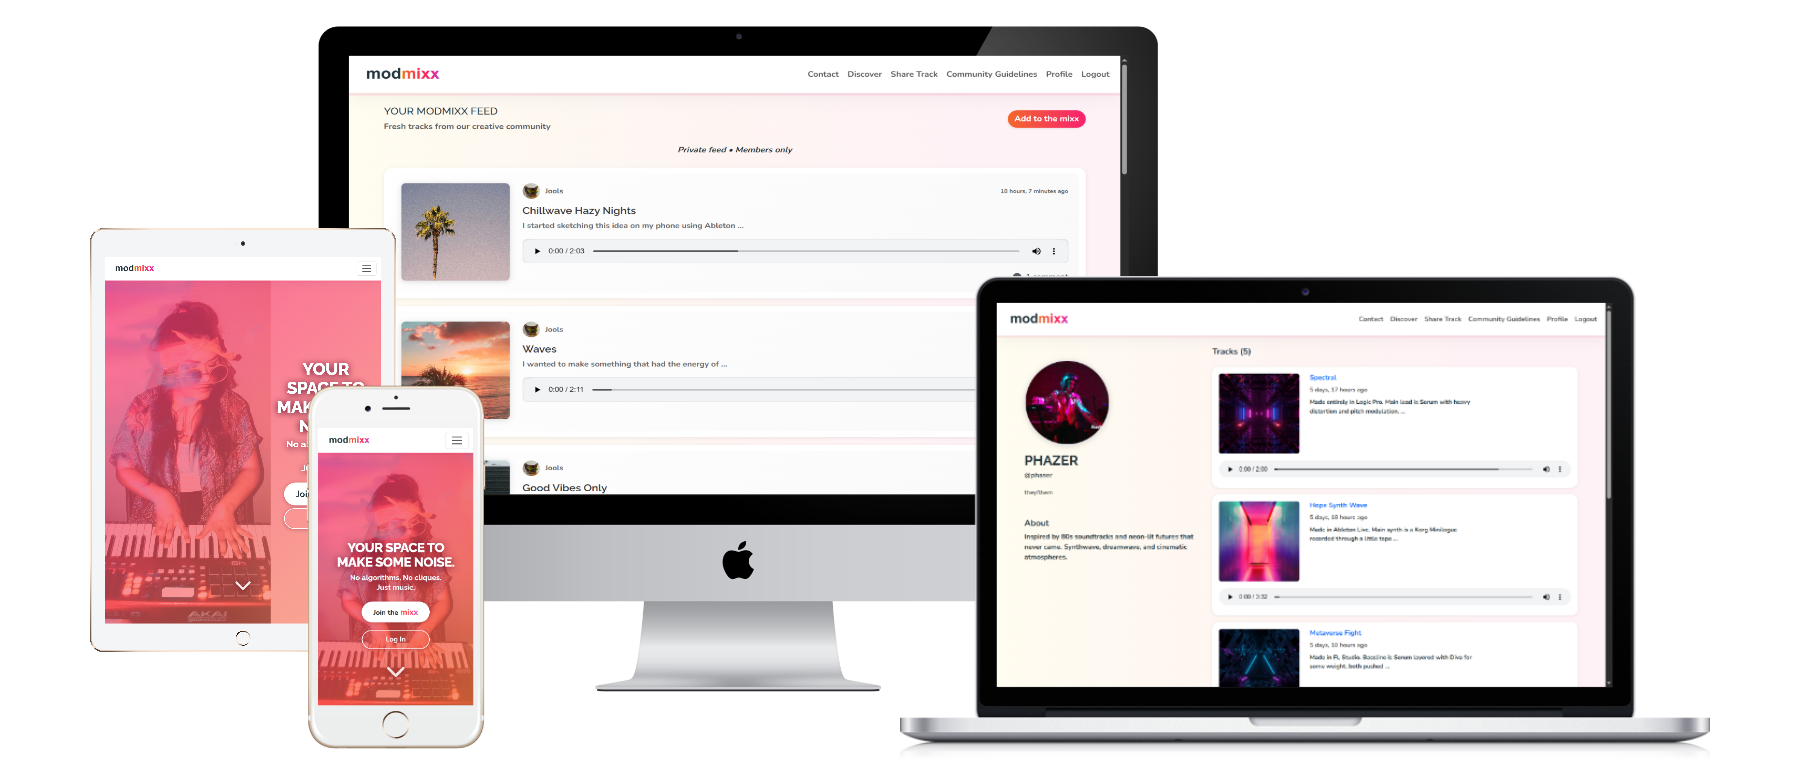 modmixx
Contact Discover Share Track Community Guidelines Profile Logout
YOUR MODMIXX FEED
Fresh tracks from our creative community
Add to the mixx
Private feed • Members only
Jools
10 hours, 7 minutes ago
Chillwave Hazy Nights
I started sketching this idea on my phone using Ableton ...
0:00 / 2:03
1 comment
Jools
Waves
I wanted to make something that had the energy of ...
0:00 / 2:11
Jools
Good Vibes Only
modmixx
YOUR
SPACE TO
MAK
N
No al
Joi
AKAI
modmixx
YOUR SPACE TO
MAKE SOME NOISE.
No algorithms. No cliques.
Just music.
Join the mixx
Log In
modmixx
Contact Discover Share Track Community Guidelines Profile Logout
PHAZER
@phaser
they/them
About
Inspired by 80s soundtracks and neon-lit futures that
never came. Synthwave, dreamwave, and cinematic
atmospheres.
Tracks (5)
Spectral
5 days, 17 hours ago
Made entirely in Logic Pro. Main lead is Serum with heavy
distortion and pitch modulation. ...
0:00 / 2:00
Hope Synth Wave
5 days, 18 hours ago
Made in Ableton Live. Main synth is a Korg Minilogue
recorded through a little tape ...
0:00 / 3:32
Metaverse Fight
5 days, 18 hours ago
Made in FL Studio. Bassline is Serum layered with Diva for
some weight, both pushed ...